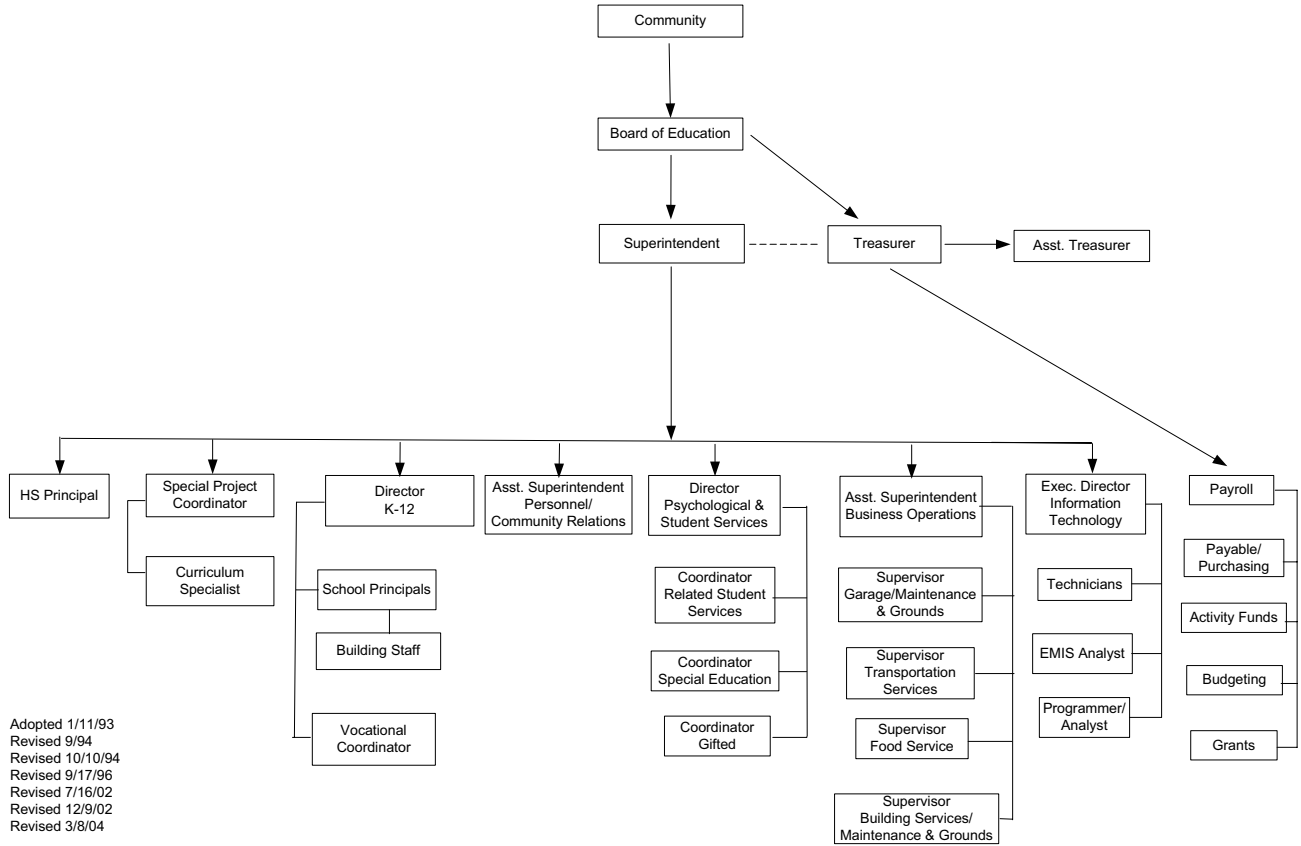 Community
Board of Education
Superintendent
Treasurer
Asst. Treasurer
HS Principal
Special Project
Coordinator
Curriculum
Specialist
Director
K-12
School Principals
Building Staff
Vocational
Coordinator
Asst. Superintendent
Personnel/
Community Relations
Director
Psychological &
Student Services
Coordinator
Related Student
Services
Coordinator
Special Education
Coordinator
Gifted
Asst. Superintendent
Business Operations
Supervisor
Garage/Maintenance
& Grounds
Supervisor
Transportation
Services
Supervisor
Food Service
Supervisor
Building Services/
Maintenance & Grounds
Exec. Director
Information
Technology
Technicians
EMIS Analyst
Programmer/
Analyst
Payroll
Payable/
Purchasing
Activity Funds
Budgeting
Grants
Adopted 1/11/93
Revised 9/94
Revised 10/10/94
Revised 9/17/96
Revised 7/16/02
Revised 12/9/02
Revised 3/8/04